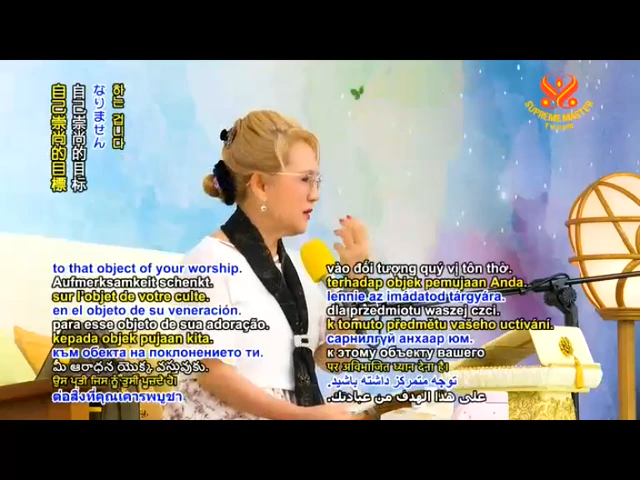 하는 겁니다
なりません
自己崇尚的目标
自己崇尚的目標
SUPREME MASTER
to that object of your worship.
Aufmerksamkeit schenkt.
sur l'objet de votre culte.
en el objeto de su veneración.
para esse objeto de sua adoração.
kepada objek pujaan kita.
към обекта на поклонението ти.
మీ ఆరాధన యొక్క వస్తువుకు.
ਉਸ ਪ੍ਰਤੀ ਜਿਸ ਨੂੰ ਤੁਸੀਂ ਪੂਜਦੇ ਹੋ।
ต่อสิ่งที่คุณเคารพบูชา
vào đối tượng quý vị tôn thờ.
terhadap objek pemujaan Anda.
lennie az imádatod tárgyára.
dla przedmiotu waszej czci.
k tomuto předmětu vašeho uctívání.
сарнилгүй анхаар юм.
к этому объекту вашего
पर अविभाजित ध्यान देना है।
توجه متمرکز داشته باشید.
على هذا الهدف من عبادتك.